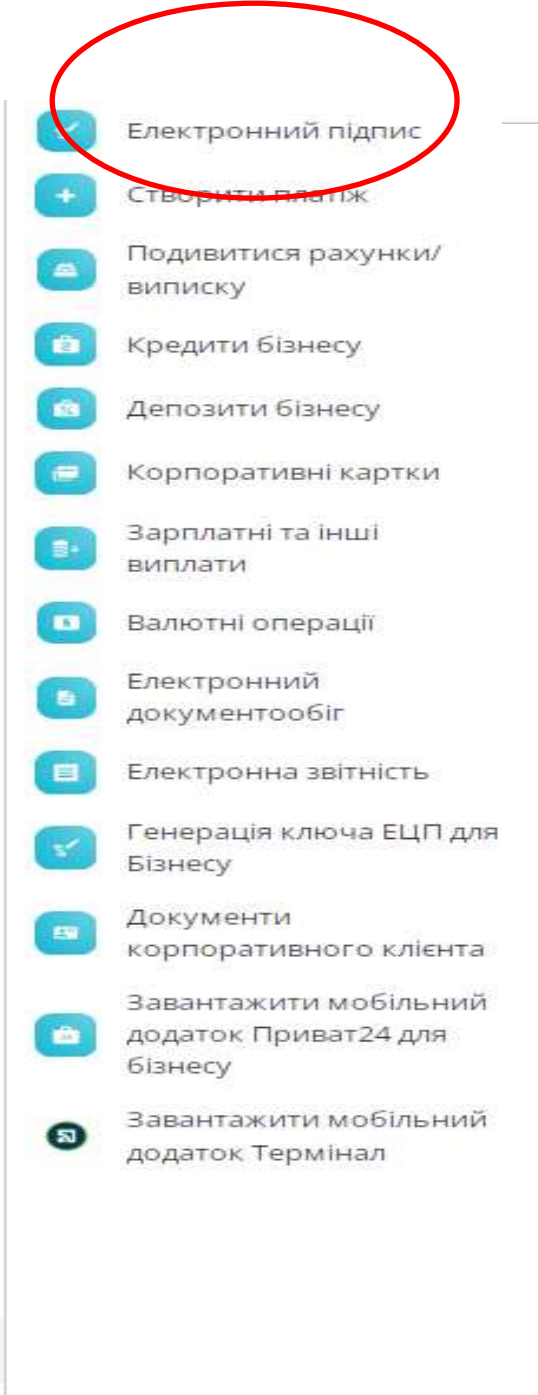 Електронний підпис
Створити платіж
Подивитися рахунки/
виписку
Кредити бізнесу
Депозити бізнесу
Корпоративні картки
Зарплатні та інші
виплати
Валютні операції
Електронний
документообіг
Електронна звітність
Генерація ключа ЕЦП для
Бізнесу
Документи
корпоративного клієнта
Завантажити мобільний
додаток Приват24 для
бізнесу
Завантажити мобільний
додаток Термінал